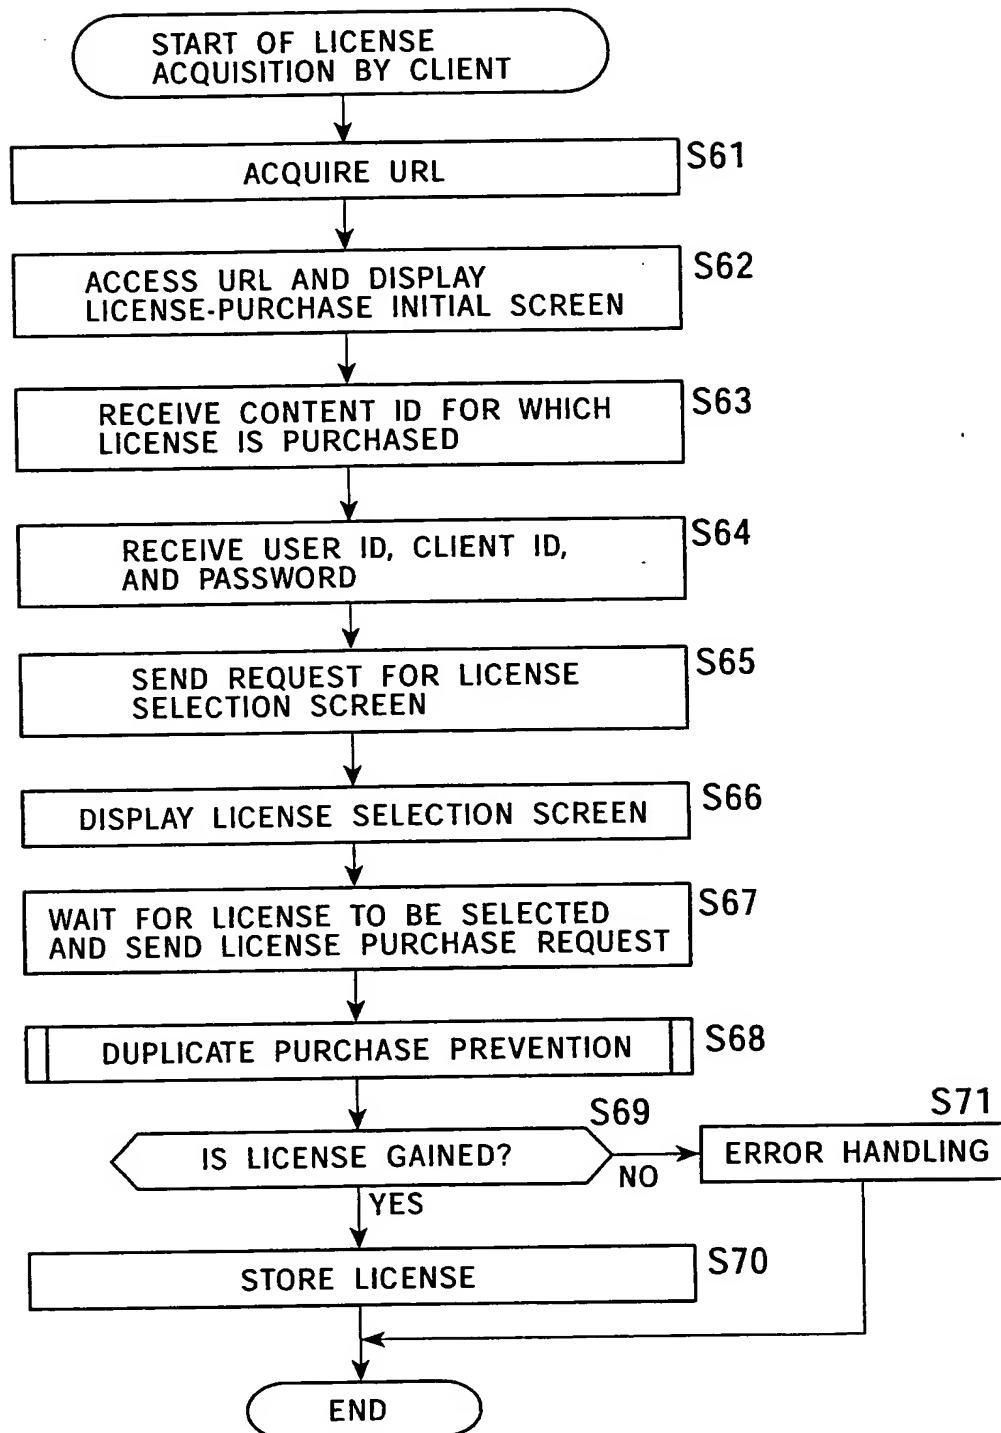 START OF LICENSE
ACQUISITION BY CLIENT
ACQUIRE URL
S61
ACCESS URL AND DISPLAY
LICENSE-PURCHASE INITIAL SCREEN
S62
RECEIVE CONTENT ID FOR WHICH
LICENSE IS PURCHASED
S63
RECEIVE USER ID, CLIENT ID,
AND PASSWORD
S64
SEND REQUEST FOR LICENSE
SELECTION SCREEN
S65
DISPLAY LICENSE SELECTION SCREEN
S66
WAIT FOR LICENSE TO BE SELECTED
AND SEND LICENSE PURCHASE REQUEST
S67
DUPLICATE PURCHASE PREVENTION
S68
IS LICENSE GAINED?
S69
NO
ERROR HANDLING
S71
YES
STORE LICENSE
S70
END